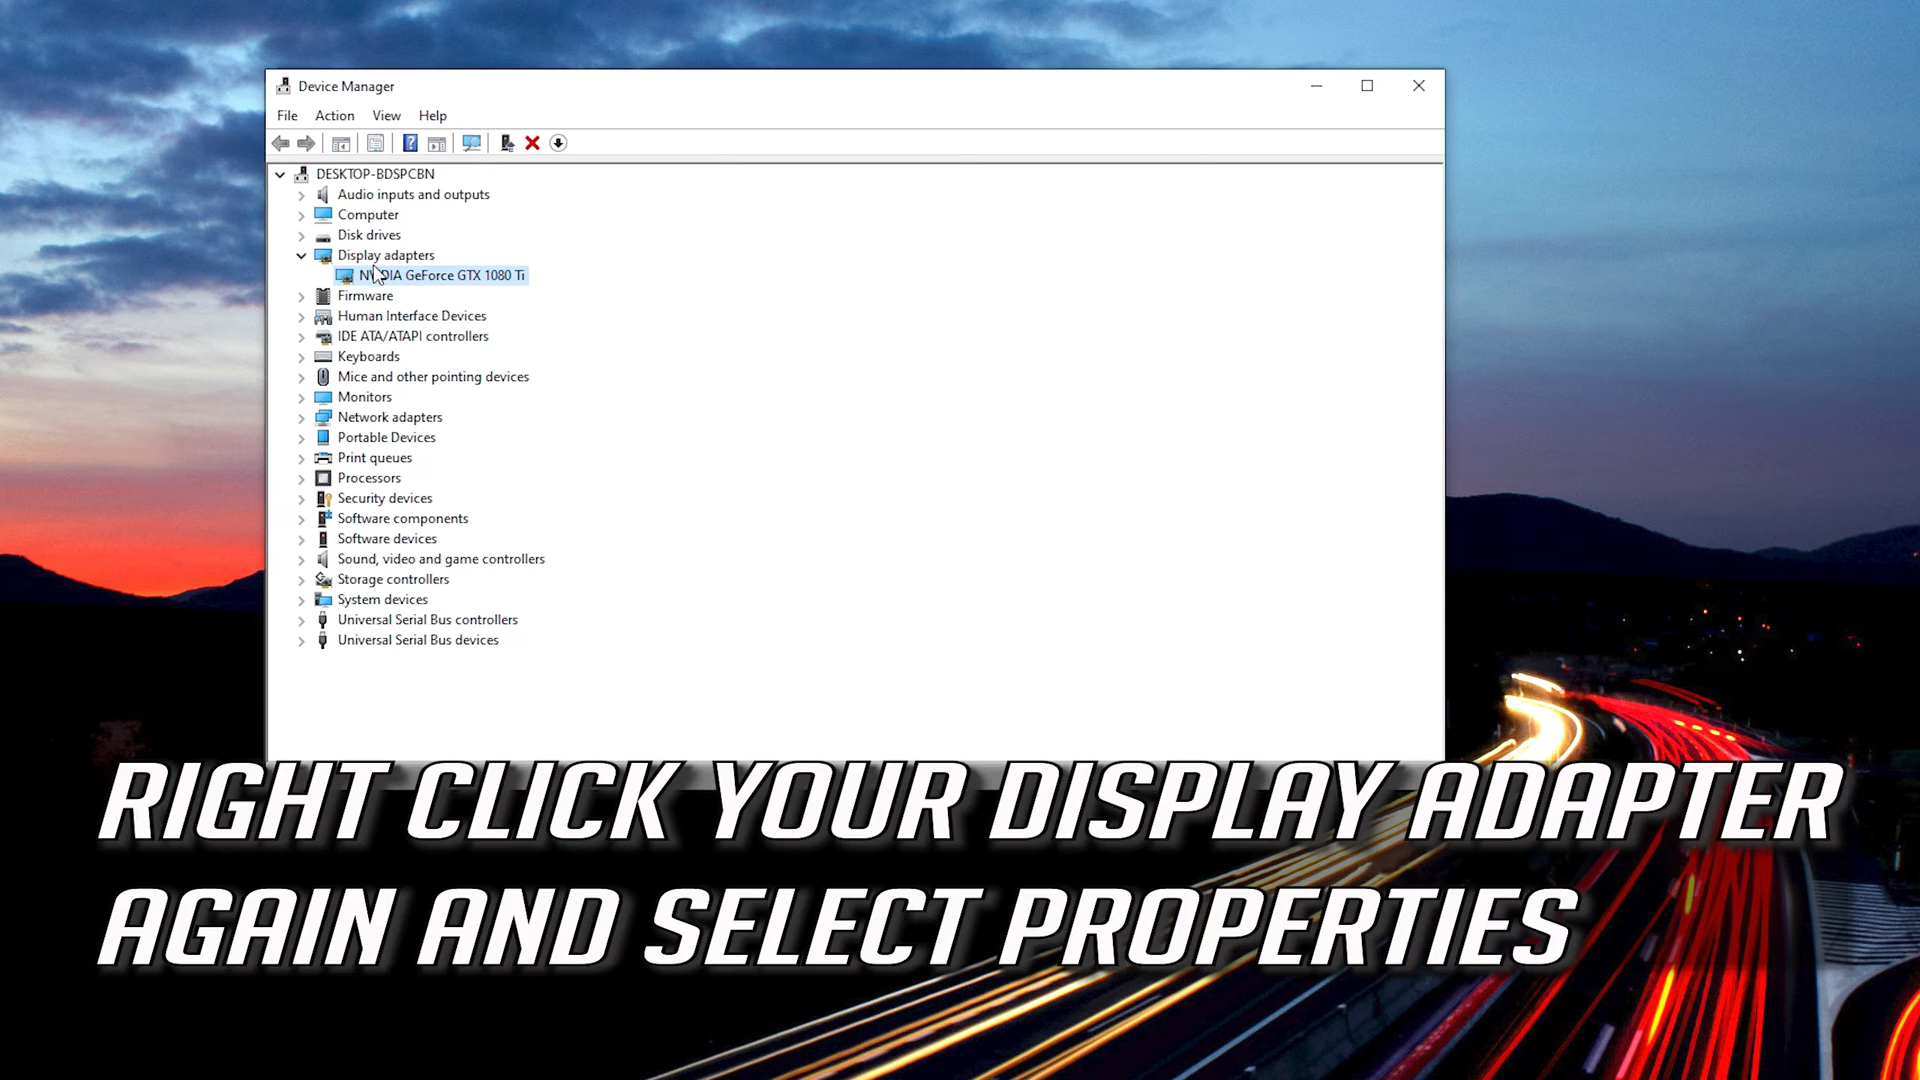 Device Manager
File Action View Help
DESKTOP-BDSPCBN
Audio inputs and outputs
Computer
Disk drives
Display adapters
NVIDIA GeForce GTX 1080 Ti
Firmware
Human Interface Devices
IDE ATA/ATAPI controllers
Keyboards
Mice and other pointing devices
Monitors
Network adapters
Portable Devices
Print queues
Processors
Security devices
Software components
Software devices
Sound, video and game controllers
Storage controllers
System devices
Universal Serial Bus controllers
Universal Serial Bus devices
RIGHT CLICK YOUR DISPLAY ADAPTER
AGAIN AND SELECT PROPERTIES